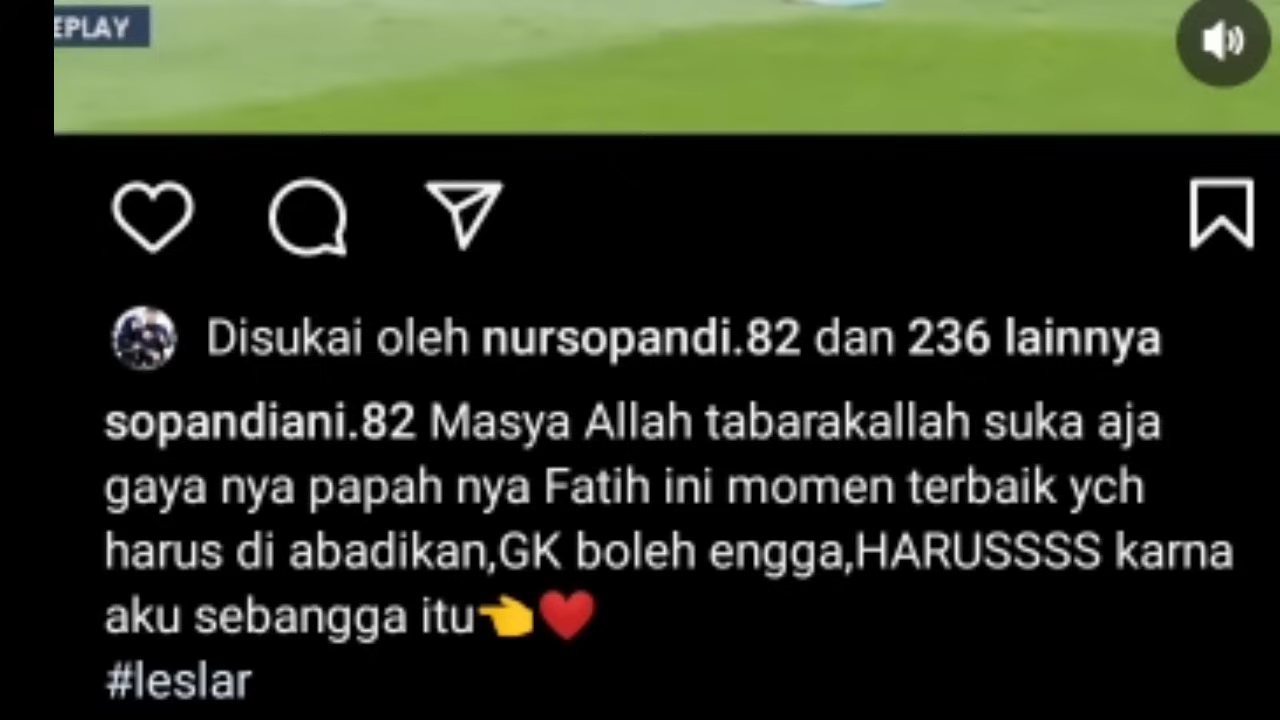 EPLAY
Disukai oleh nursopandi.82 dan 236 lainnya
sopandiani.82 Masya Allah tabarakallah suka aja
gaya nya papah nya Fatih ini momen terbaik ych
harus di abadikan,GK boleh engga,HARUSSSS karna
aku sebangga itu👈❤️
#leslar